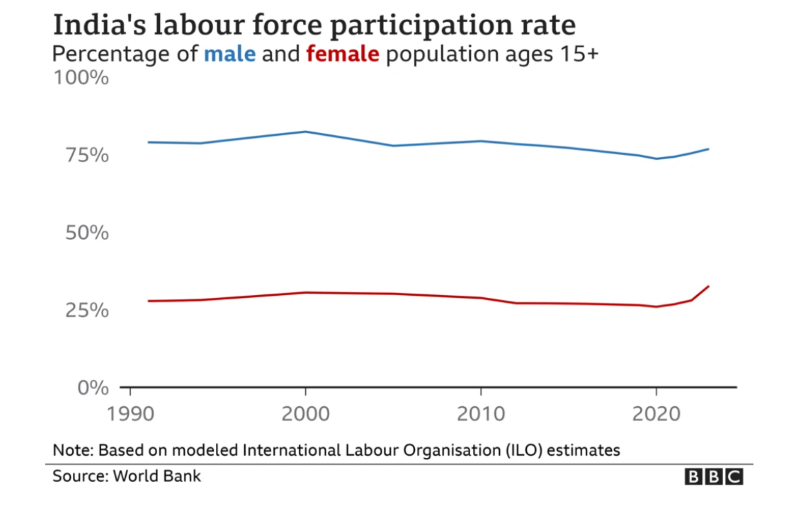 India's labour force participation rate
Percentage of male and female population ages 15+
100%
75%
50%
25%
0%
1990 2000 2010 2020
Note: Based on modeled International Labour Organisation (ILO) estimates
Source: World Bank
BBC